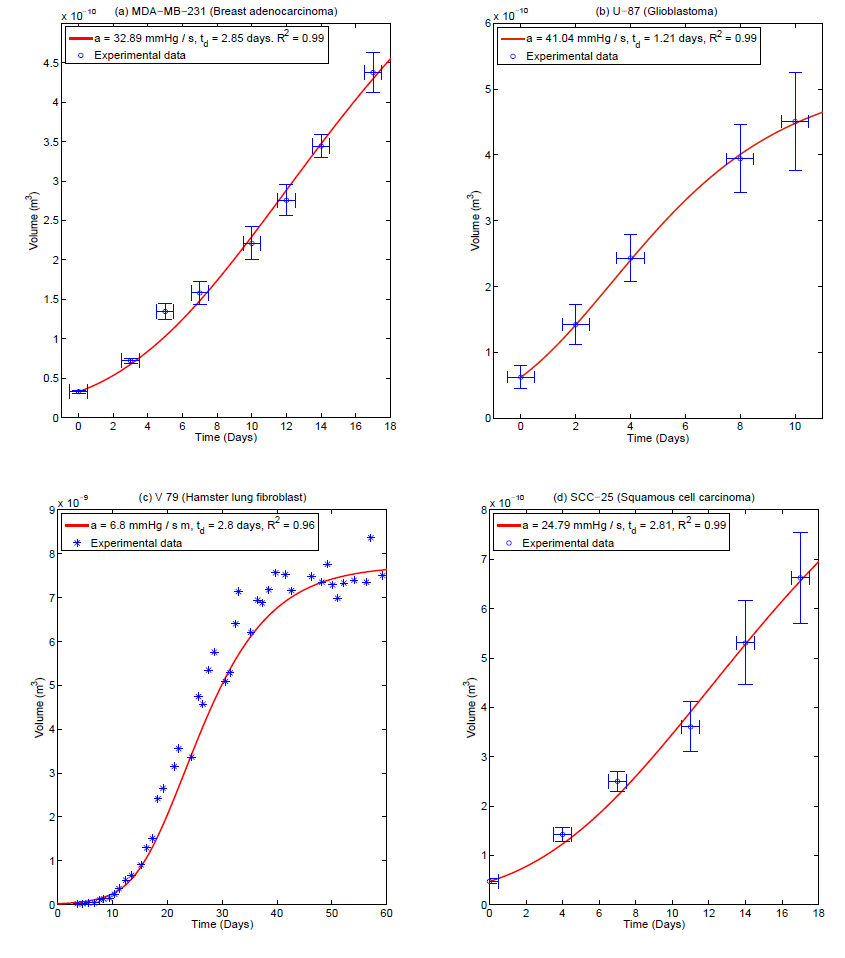 x 10⁻¹⁰
(a) MDA−MB−231 (Breast adenocarcinoma)
a = 32.89 mmHg / s, t_d = 2.85 days. R² = 0.99
Experimental data
4.5
4
3.5
3
2.5
2
1.5
1
0.5
0
Volume (m³)
0 2 4 6 8 10 12 14 16 18
Time (Days)
x 10⁻¹⁰
(b) U−87 (Glioblastoma)
a = 41.04 mmHg / s, t_d = 1.21 days, R² = 0.99
Experimental data
6
5
4
3
2
1
0
Volume (m³)
0 2 4 6 8 10
Time (Days)
x 10⁻⁹
(c) V 79 (Hamster lung fibroblast)
a = 6.8 mmHg / s m, t_d = 2.8 days, R² = 0.96
Experimental data
9
8
7
6
5
4
3
2
1
0
Volume (m³)
0 10 20 30 40 50 60
Time (Days)
x 10⁻¹⁰
(d) SCC−25 (Squamous cell carcinoma)
a = 24.79 mmHg / s, t_d = 2.81, R² = 0.99
Experimental data
8
7
6
5
4
3
2
1
0
Volume (m³)
0 2 4 6 8 10 12 14 16 18
Time (Days)